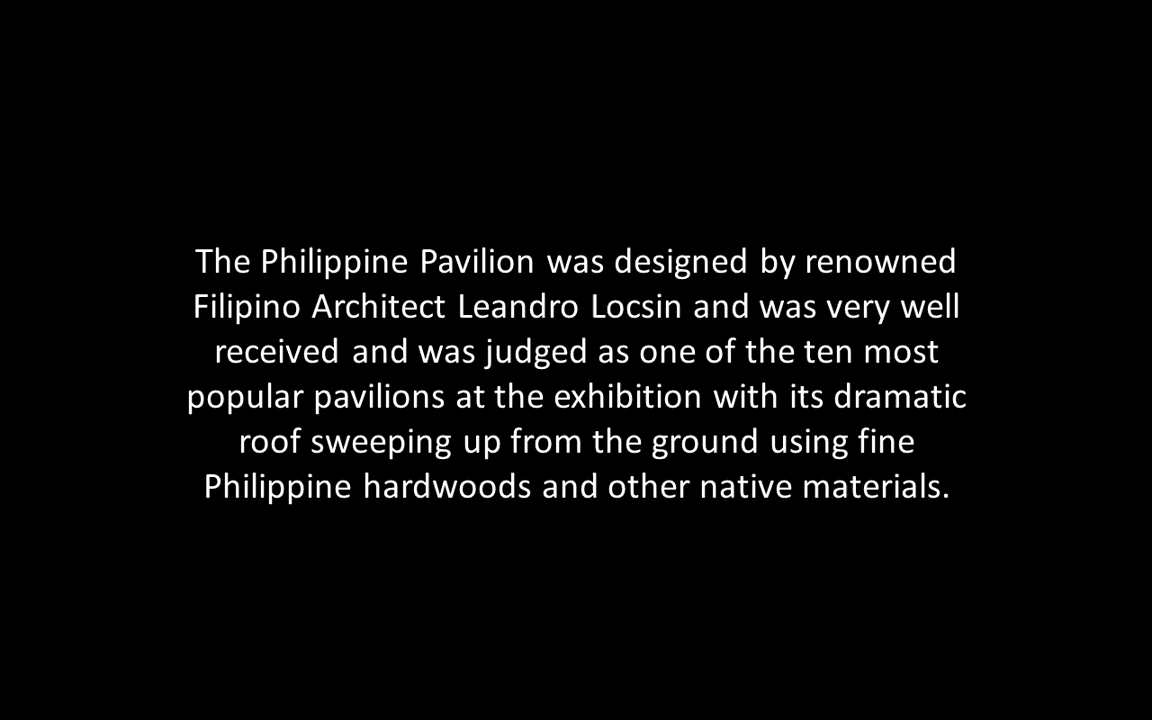 The Philippine Pavilion was designed by renowned
Filipino Architect Leandro Locsin and was very well
received and was judged as one of the ten most
popular pavilions at the exhibition with its dramatic
roof sweeping up from the ground using fine
Philippine hardwoods and other native materials.